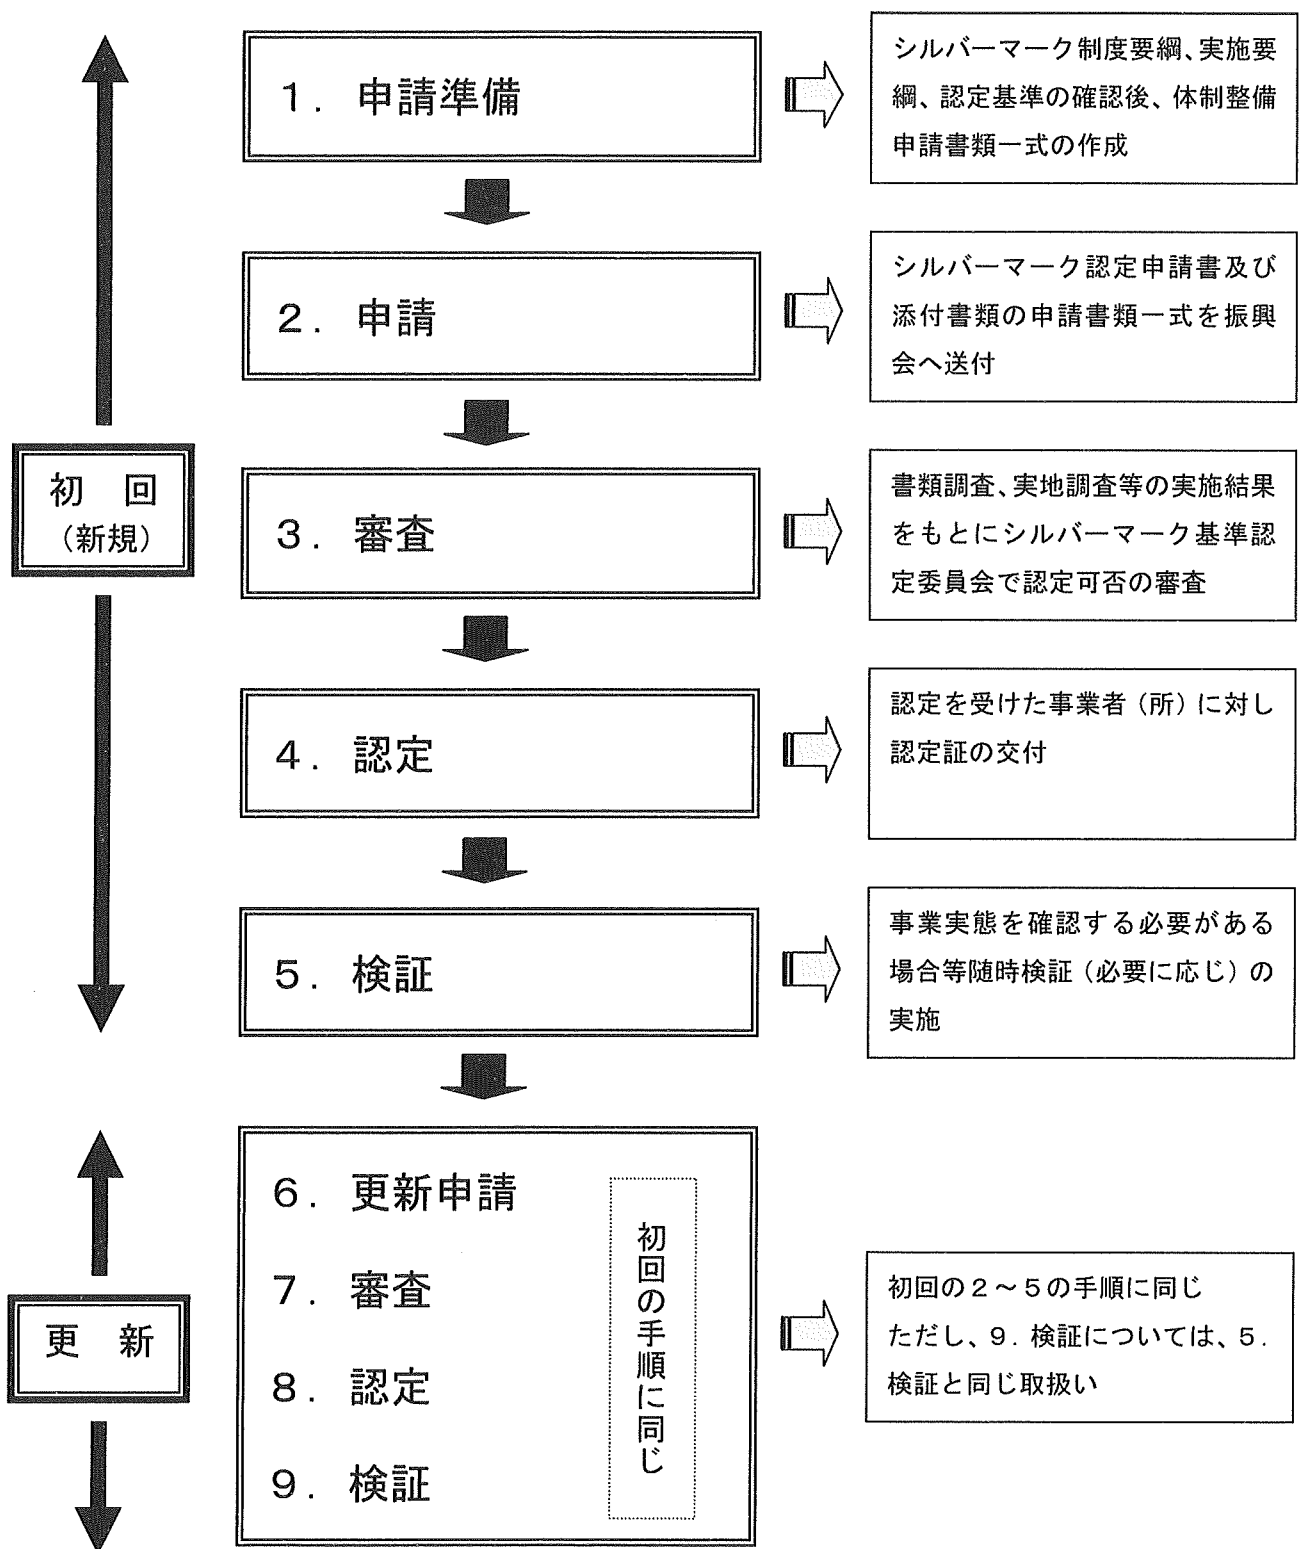 1. 申請準備
シルバーマーク制度要綱、実施要
綱、認定基準の確認後、体制整備
申請書類一式の作成
2. 申請
シルバーマーク認定申請書及び
添付書類の申請書類一式を振興
会へ送付
初 回
（新規）
3. 審査
書類調査、実地調査等の実施結果
をもとにシルバーマーク基準認
定委員会で認定可否の審査
4. 認定
認定を受けた事業者（所）に対し
認定証の交付
5. 検証
事業実態を確認する必要がある
場合等随時検証（必要に応じ）の
実施
更 新
6. 更新申請
7. 審査
8. 認定
9. 検証
初回の手順に同じ
初回の２～５の手順に同じ
ただし、９. 検証については、５.
検証と同じ取扱い